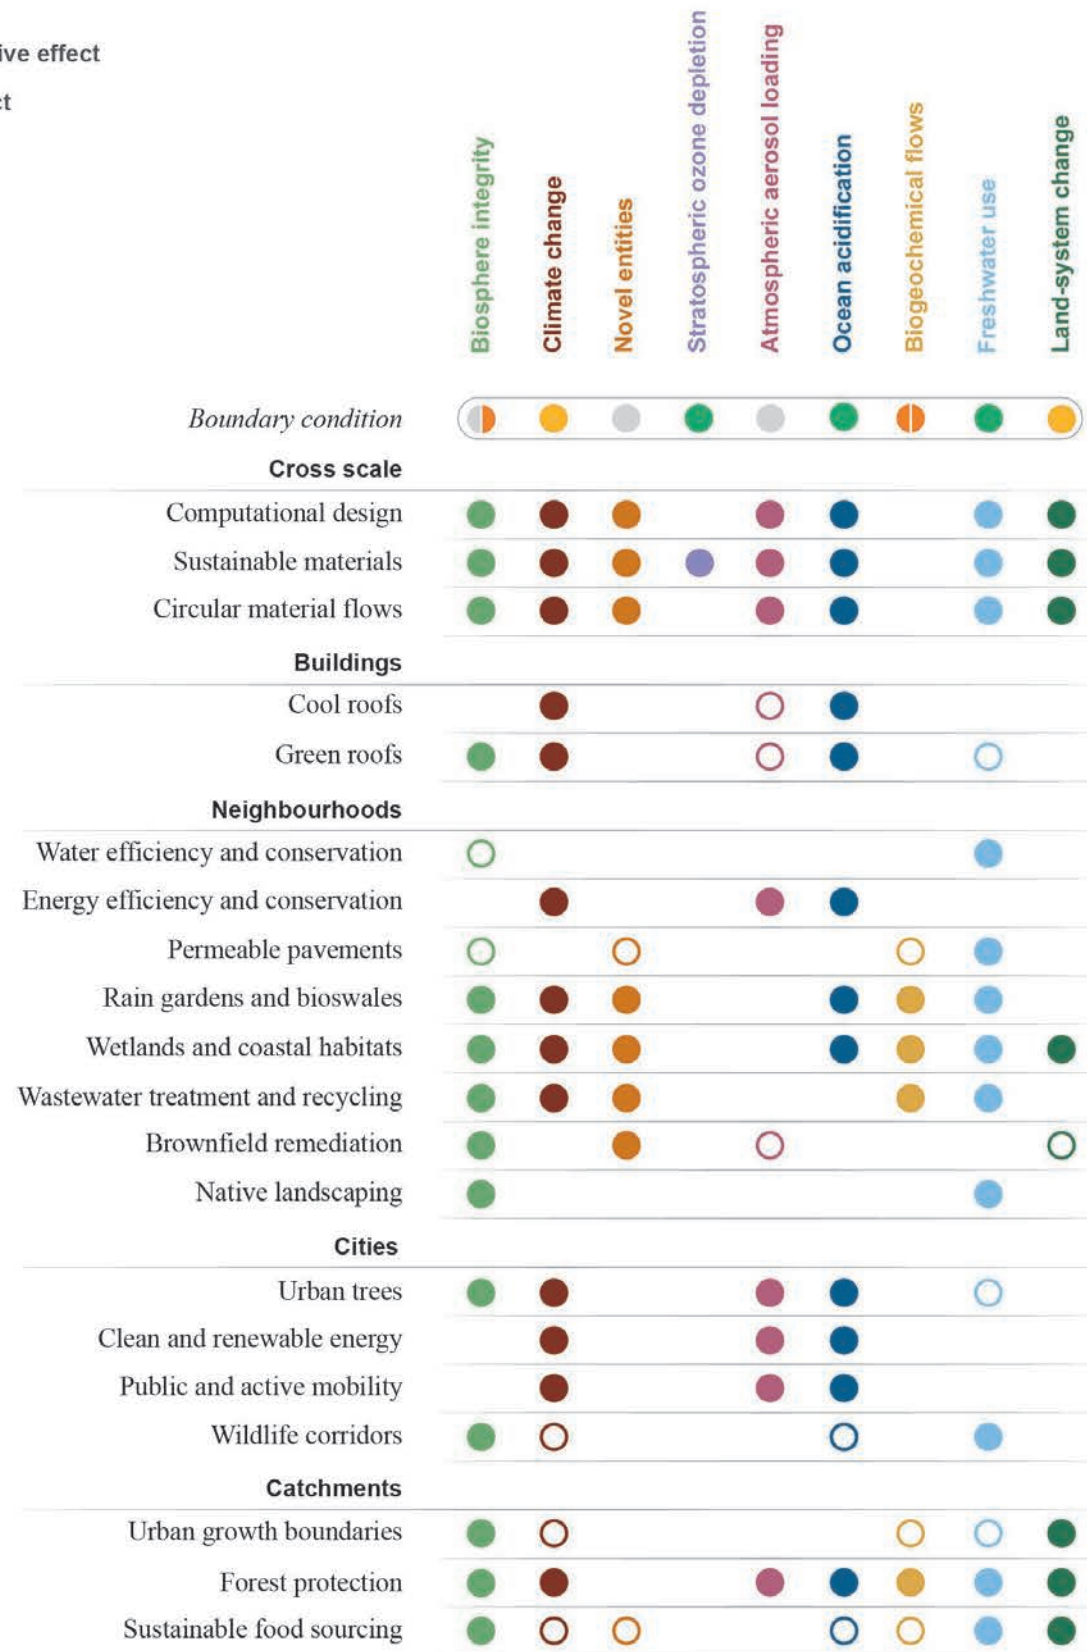 ive effect
ct
Biosphere integrity
Climate change
Novel entities
Stratospheric ozone depletion
Atmospheric aerosol loading
Ocean acidification
Biogeochemical flows
Freshwater use
Land-system change
Boundary condition
Cross scale
Computational design
Sustainable materials
Circular material flows
Buildings
Cool roofs
Green roofs
Neighbourhoods
Water efficiency and conservation
Energy efficiency and conservation
Permeable pavements
Rain gardens and bioswales
Wetlands and coastal habitats
Wastewater treatment and recycling
Brownfield remediation
Native landscaping
Cities
Urban trees
Clean and renewable energy
Public and active mobility
Wildlife corridors
Catchments
Urban growth boundaries
Forest protection
Sustainable food sourcing